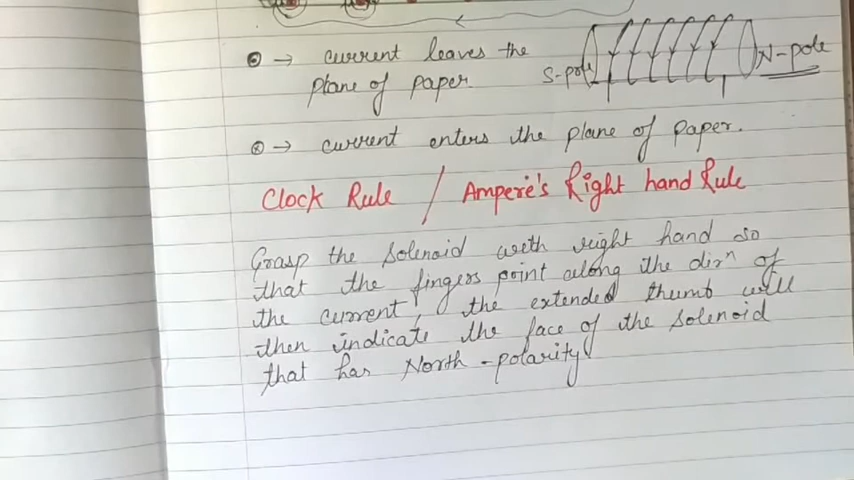 ⊙ → current leaves the
plane of paper
S-pole
N-pole
⊗ → current enters the plane of paper.
Clock Rule / Ampere's Right hand Rule
Grasp the solenoid with right hand so
that the fingers point along the dirⁿ of
the current, the extended thumb will
then indicate the face of the solenoid
that has North-polarity